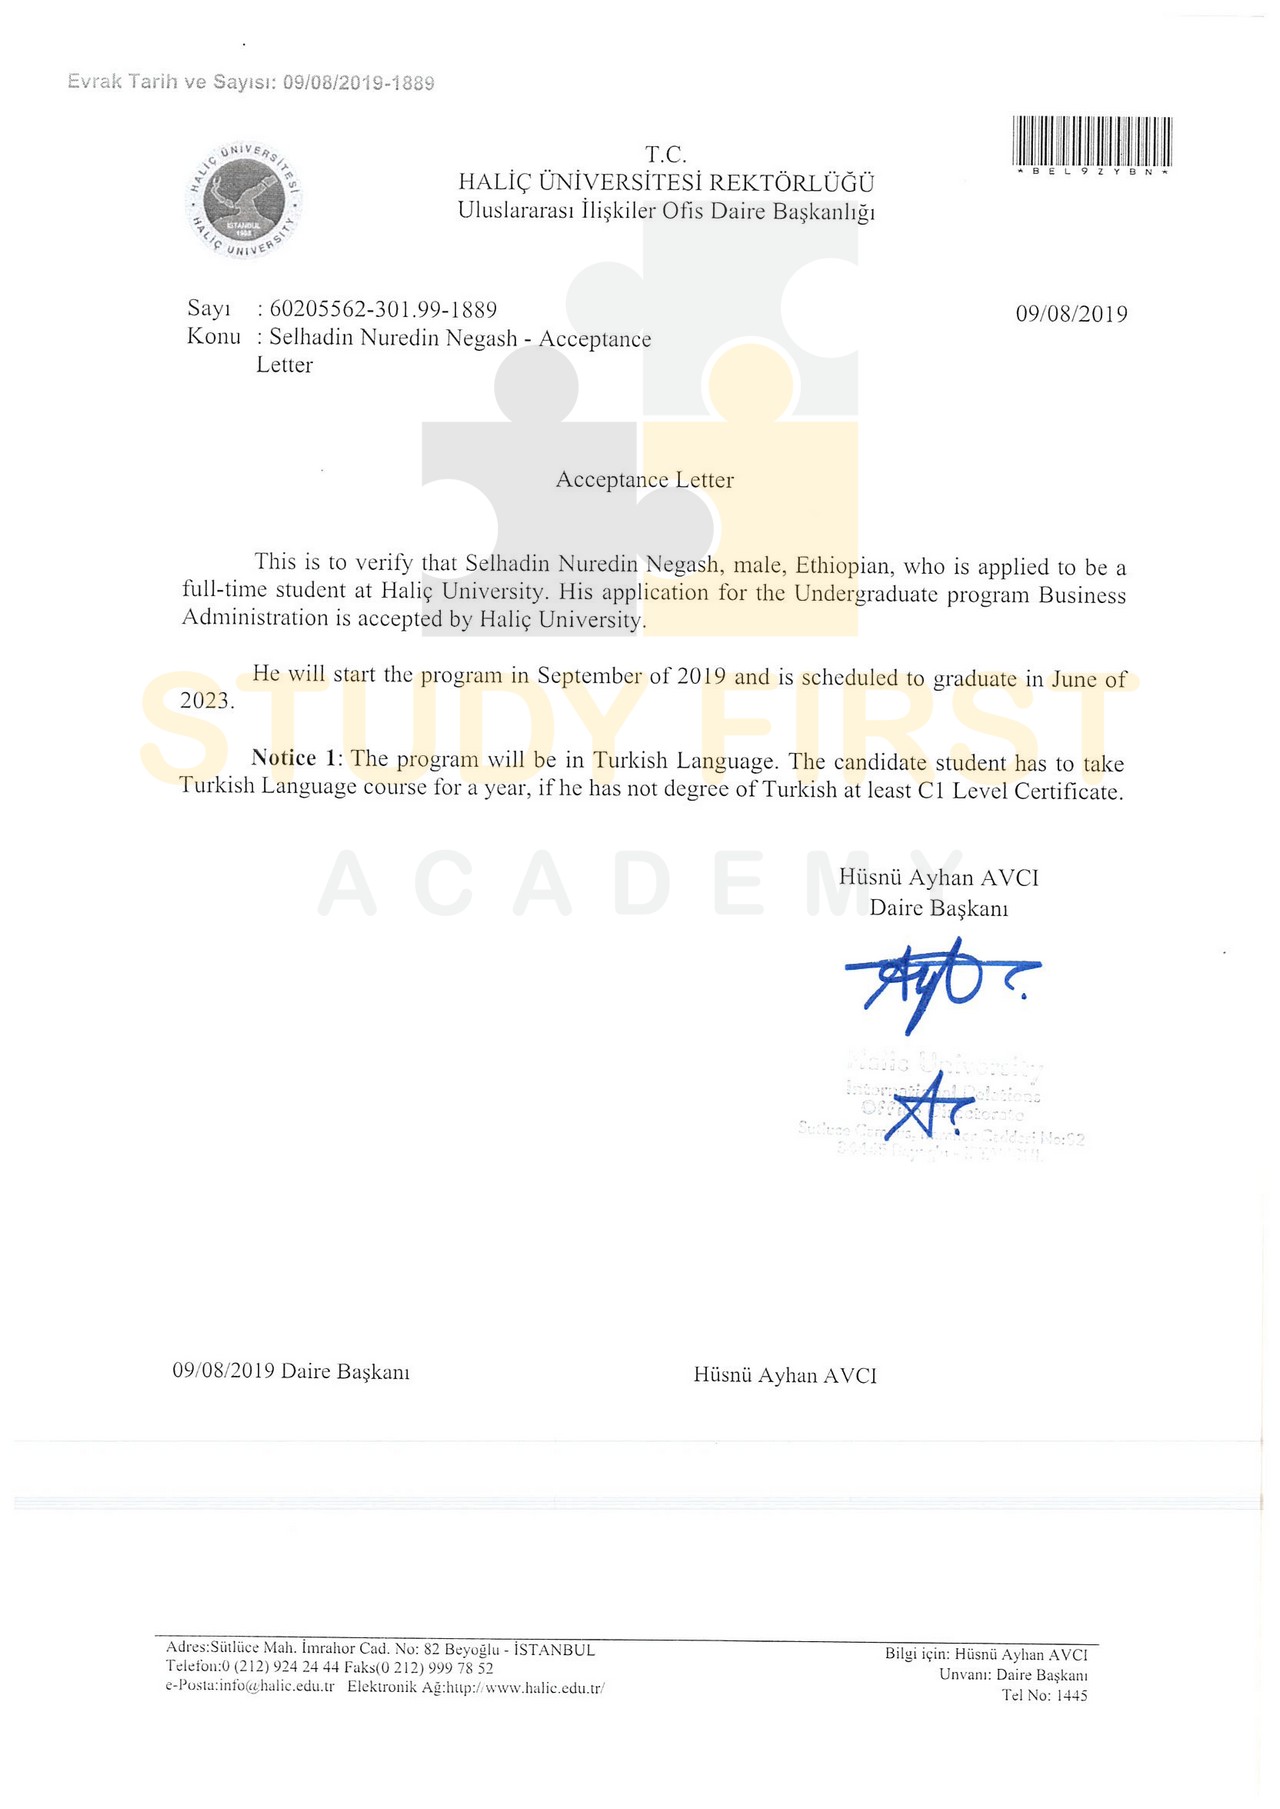 Evrak Tarih ve Sayısı: 09/08/2019-1889
*BEL9ZYBN*
HALİÇ ÜNİVERSİTESİ
İSTANBUL
1998
HALİÇ UNIVERSITY
T.C.
HALİÇ ÜNİVERSİTESİ REKTÖRLÜĞÜ
Uluslararası İlişkiler Ofis Daire Başkanlığı
Sayı : 60205562-301.99-1889
09/08/2019
Konu : Selhadin Nuredin Negash - Acceptance
Letter
Acceptance Letter
This is to verify that Selhadin Nuredin Negash, male, Ethiopian, who is applied to be a
full-time student at Haliç University. His application for the Undergraduate program Business
Administration is accepted by Haliç University.
He will start the program in September of 2019 and is scheduled to graduate in June of
2023.
STUDY FIRST
Notice 1: The program will be in Turkish Language. The candidate student has to take
Turkish Language course for a year, if he has not degree of Turkish at least C1 Level Certificate.
ACADEMY
Hüsnü Ayhan AVCI
Daire Başkanı
Halic University
International Relations
Office Directorate
No:82
09/08/2019 Daire Başkanı
Hüsnü Ayhan AVCI
Adres:Sütlüce Mah. İmrahor Cad. No: 82 Beyoğlu - İSTANBUL
Telefon:0 (212) 924 24 44 Faks(0 212) 999 78 52
e-Posta:info@halic.edu.tr Elektronik Ağ:http://www.halic.edu.tr/
Bilgi için: Hüsnü Ayhan AVCI
Unvanı: Daire Başkanı
Tel No: 1445